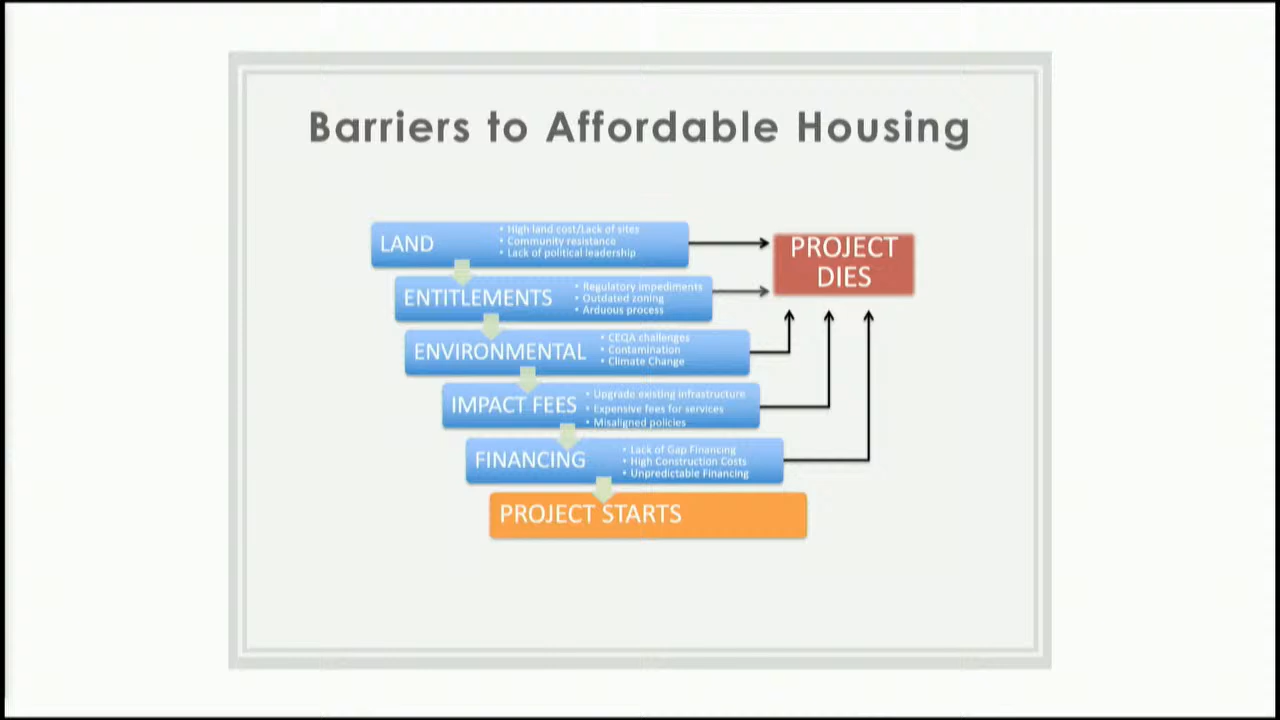 Barriers to Affordable Housing
LAND
• High land cost/Lack of sites
• Community resistance
• Lack of political leadership
PROJECT
DIES
ENTITLEMENTS
• Regulatory impediments
• Outdated zoning
• Arduous process
ENVIRONMENTAL
• CEQA challenges
• Contamination
• Climate Change
IMPACT FEES
• Upgrade existing infrastructure
• Expensive fees for services
• Misaligned policies
FINANCING
• Lack of Gap Financing
• High Construction Costs
• Unpredictable Financing
PROJECT STARTS